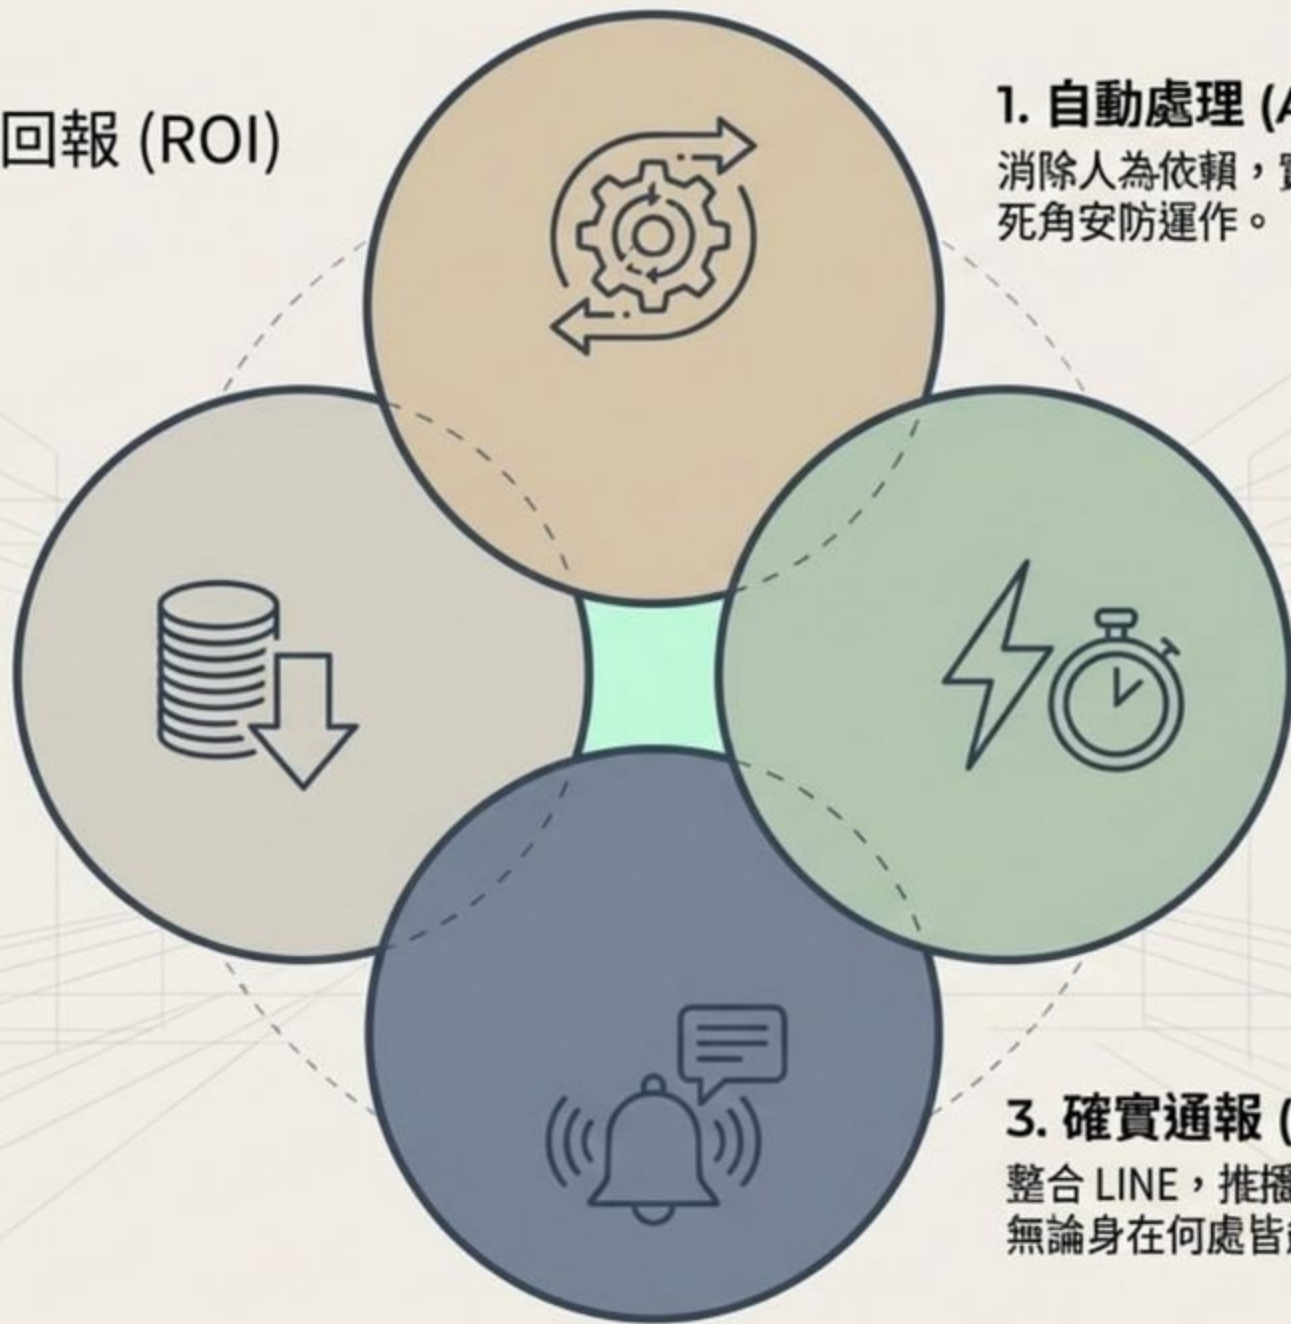 回報 (ROI)
1. 自動處理 (A
消除人為依賴，
死角安防運作。
3. 確實通報 (
整合 LINE，推播
無論身在何處皆